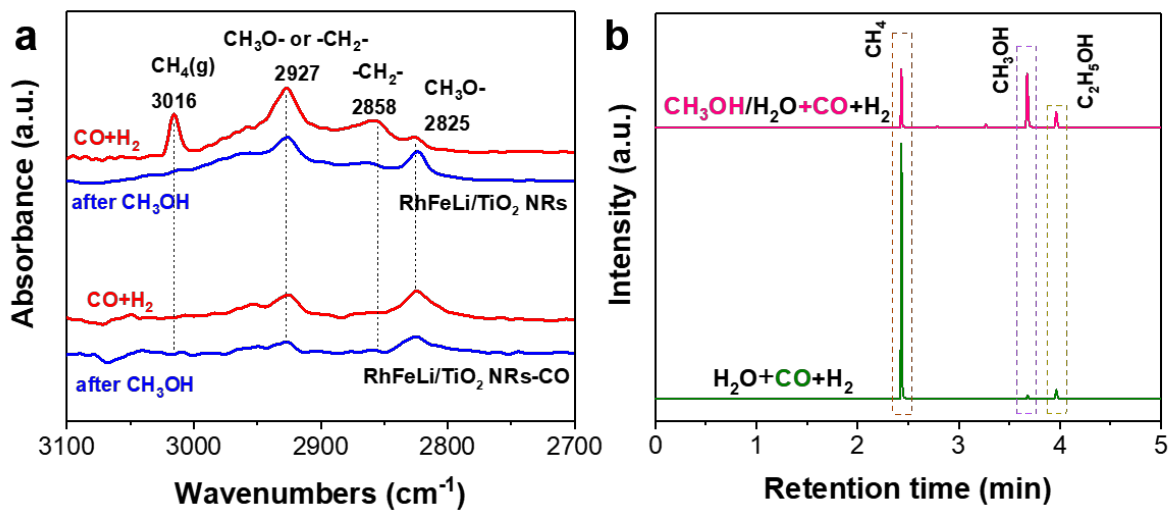 a
CH₃O- or -CH₂-
CH₄(g)
2927
-CH₂-
CH₃O-
3016
2858
2825
CO+H₂
after CH₃OH
RhFeLi/TiO₂ NRs
CO+H₂
after CH₃OH
RhFeLi/TiO₂ NRs-CO
Absorbance (a.u.)
3100 3000 2900 2800 2700
Wavenumbers (cm⁻¹)
b
CH₄
CH₃OH
C₂H₅OH
CH₃OH/H₂O+CO+H₂
H₂O+CO+H₂
Intensity (a.u.)
0 1 2 3 4 5
Retention time (min)